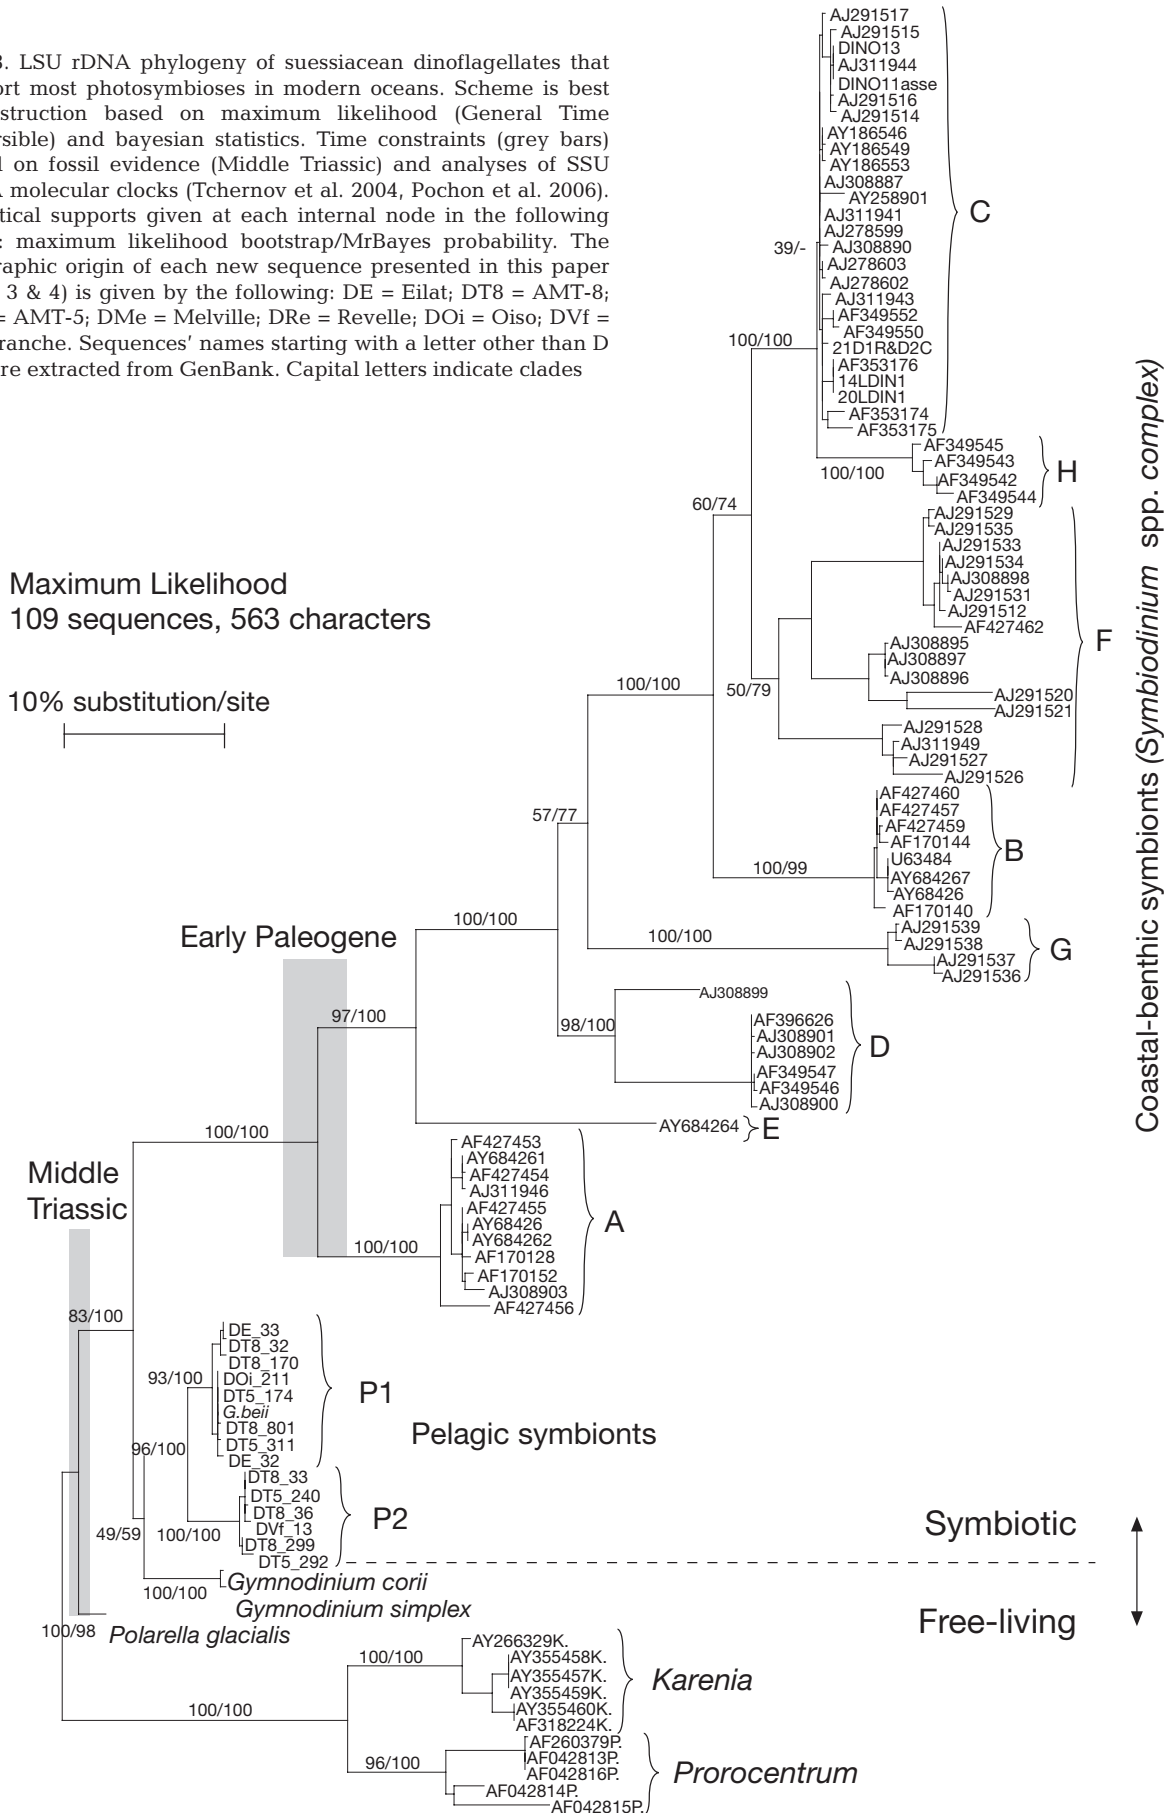 3. LSU rDNA phylogeny of suessiacean dinoflagellates that
ort most photosymbioses in modern oceans. Scheme is best
nstruction based on maximum likelihood (General Time
ersible) and bayesian statistics. Time constraints (grey bars)
d on fossil evidence (Middle Triassic) and analyses of SSU
A molecular clocks (Tchernov et al. 2004, Pochon et al. 2006).
stical supports given at each internal node in the following
: maximum likelihood bootstrap/MrBayes probability. The
raphic origin of each new sequence presented in this paper
3 & 4) is given by the following: DE = Eilat; DT8 = AMT-8;
= AMT-5; DMe = Melville; DRe = Revelle; DOi = Oiso; DVf =
ranche. Sequences' names starting with a letter other than D
re extracted from GenBank. Capital letters indicate clades
Maximum Likelihood
109 sequences, 563 characters
10% substitution/site
AJ291517
AJ291515
DINO13
AJ311944
DINO11asse
AJ291516
AJ291514
AY186546
AY186549
AY186553
AJ308887
AY258901
AJ311941
AJ278599
AJ308890
AJ278603
AJ278602
AJ311943
AF349552
AF349550
21D1R&D2C
AF353176
14LDIN1
20LDIN1
AF353174
AF353175
C
39/-
100/100
AF349545
AF349543
AF349542
AF349544
H
100/100
60/74
AJ291529
AJ291535
AJ291533
AJ291534
AJ308898
AJ291531
AJ291512
AF427462
AJ308895
AJ308897
AJ308896
AJ291520
AJ291521
AJ291528
AJ311949
AJ291527
AJ291526
F
50/79
100/100
AF427460
AF427457
AF427459
AF170144
U63484
AY684267
AY68426
AF170140
B
100/99
57/77
AJ291539
AJ291538
AJ291537
AJ291536
G
100/100
100/100
Early Paleogene
AJ308899
AF396626
AJ308901
AJ308902
AF349547
AF349546
AJ308900
D
98/100
97/100
AY684264
E
100/100
AF427453
AY684261
AF427454
AJ311946
AF427455
AY68426
AY684262
AF170128
AF170152
AJ308903
AF427456
A
100/100
Middle
Triassic
83/100
DE_33
DT8_32
DT8_170
DOi_211
DT5_174
G.beii
DT8_801
DT5_311
DE_32
P1
93/100
Pelagic symbionts
96/100
DT8_33
DT5_240
DT8_36
DVf_13
DT8_299
DT5_292
P2
49/59
100/100
Symbiotic
Gymnodinium corii
Gymnodinium simplex
100/100
Free-living
100/98
Polarella glacialis
AY266329K.
AY355458K.
AY355457K.
AY355459K.
AY355460K.
AF318224K.
Karenia
100/100
100/100
AF260379P.
AF042813P.
AF042816P.
AF042814P.
AF042815P.
Prorocentrum
96/100
Coastal-benthic symbionts (Symbiodinium spp. complex)